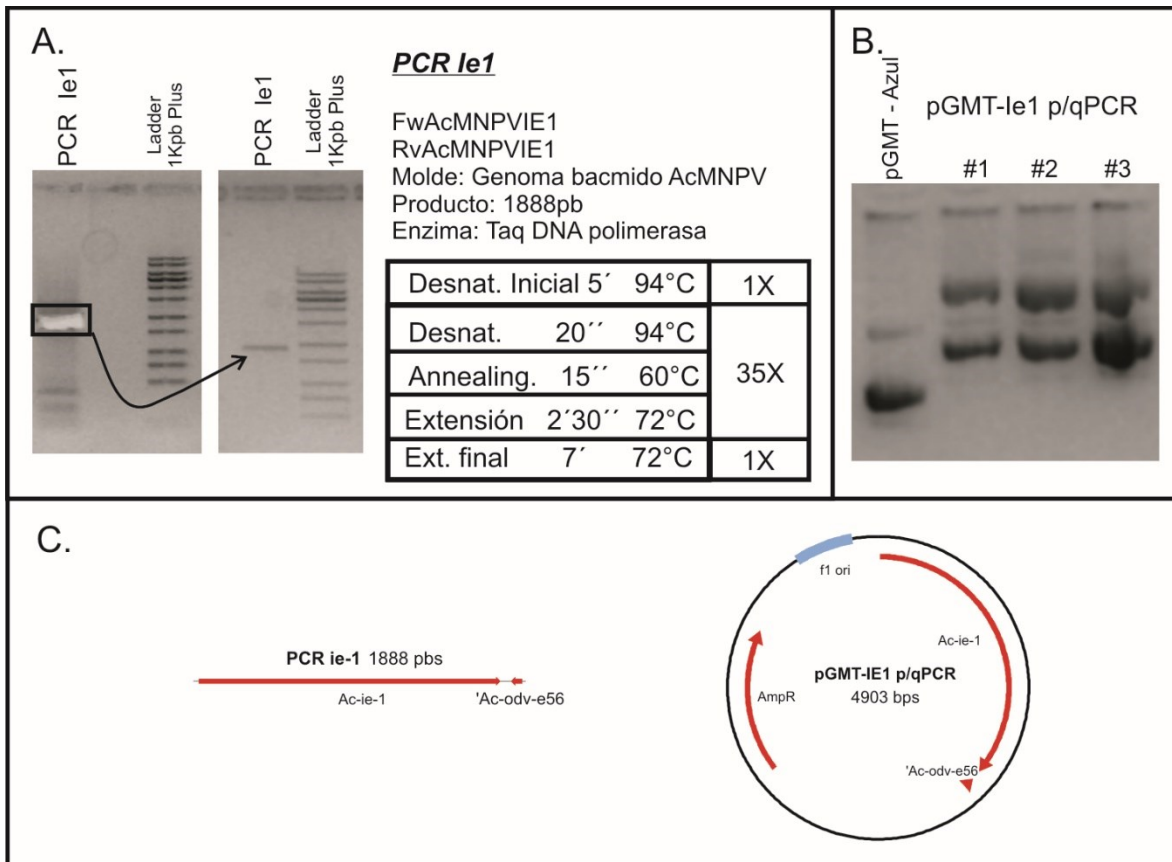 A.
PCR Ie1
Ladder
1Kpb Plus
PCR Ie1
Ladder
1Kpb Plus
PCR Ie1
FwAcMNPVIE1
RvAcMNPVIE1
Molde: Genoma bacmido AcMNPV
Producto: 1888pb
Enzima: Taq DNA polimerasa
Desnat. Inicial 5´ 94°C 1X
Desnat. 20´´ 94°C
Annealing. 15´´ 60°C 35X
Extensión 2´30´´ 72°C
Ext. final 7´ 72°C 1X
B.
pGMT - Azul
pGMT-Ie1 p/qPCR
#1 #2 #3
C.
PCR ie-1 1888 pbs
Ac-ie-1 'Ac-odv-e56
f1 ori
Ac-ie-1
pGMT-IE1 p/qPCR
4903 bps
AmpR
'Ac-odv-e56